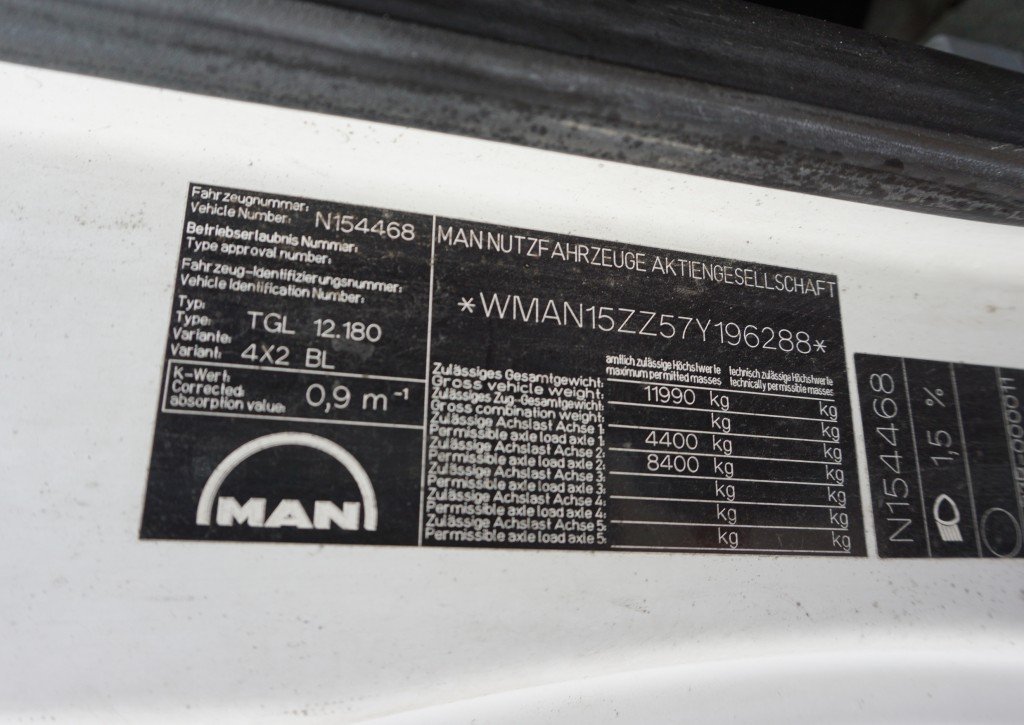 Fahrzeugnummer:
Vehicle Number: N154468
Betriebserlaubnis Nummer:
Type approval number:
Fahrzeug-Identifizierungsnummer:
Vehicle Identification Number:
Typ:
Type: TGL 12.180
Variante:
Variant: 4X2 BL
K-Wert:
Corrected
absorption value: 0,9 m⁻¹
MAN
MAN NUTZFAHRZEUGE AKTIENGESELLSCHAFT
*WMAN15ZZ57Y196288*
amtlich zulässige Höchstwerte technisch zulässige Höchstwerte
maximum permitted masses technically permissible masses
Zulässiges Gesamtgewicht:
Gross vehicle weight: 11990 kg kg
Zulässiges Zug-Gesamtgewicht:
Gross combination weight: kg kg
Zulässige Achslast Achse 1:
Permissible axle load axle 1: 4400 kg kg
Zulässige Achslast Achse 2:
Permissible axle load axle 2: 8400 kg kg
Zulässige Achslast Achse 3:
Permissible axle load axle 3: kg kg
Zulässige Achslast Achse 4:
Permissible axle load axle 4: kg kg
Zulässige Achslast Achse 5:
Permissible axle load axle 5: kg kg
N154468
1,5 %